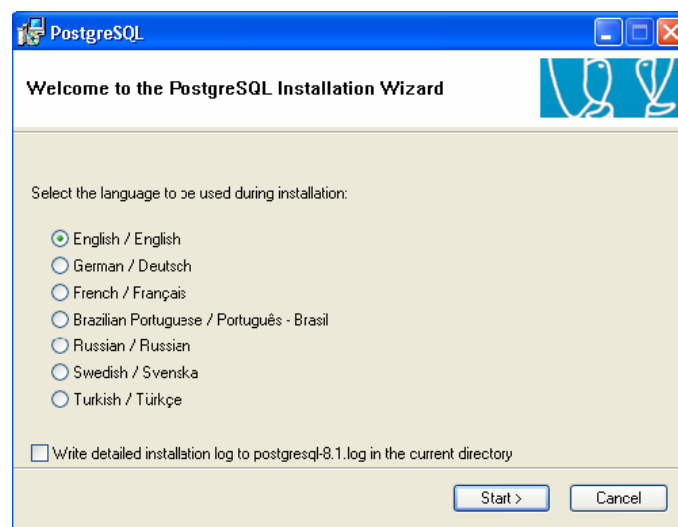 PostgreSQL
Welcome to the PostgreSQL Installation Wizard
Select the language to be used during installation:
English / English
German / Deutsch
French / Français
Brazilian Portuguese / Português - Brasil
Russian / Russian
Swedish / Svenska
Turkish / Türkçe
Write detailed installation log to postgresql-8.1.log in the current directory
Start >
Cancel